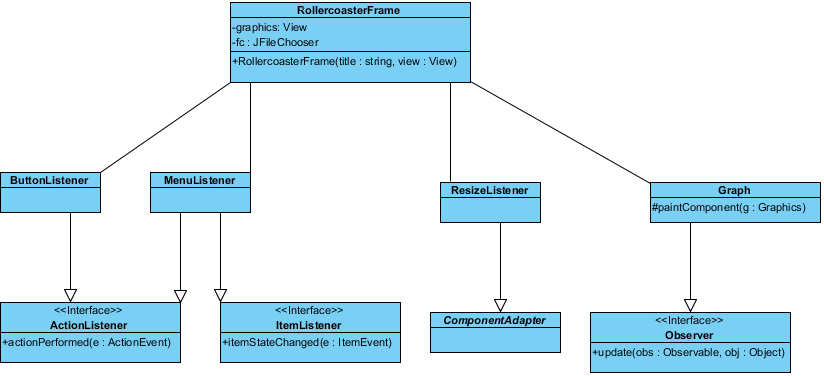 RollercoasterFrame
-graphics: View
-fc : JFileChooser
+RollercoasterFrame(title : string, view : View)
ButtonListener
MenuListener
ResizeListener
Graph
#paintComponent(g : Graphics)
<<Interface>>
ActionListener
+actionPerformed(e : ActionEvent)
<<Interface>>
ItemListener
+itemStateChanged(e : ItemEvent)
ComponentAdapter
<<Interface>>
Observer
+update(obs : Observable, obj : Object)